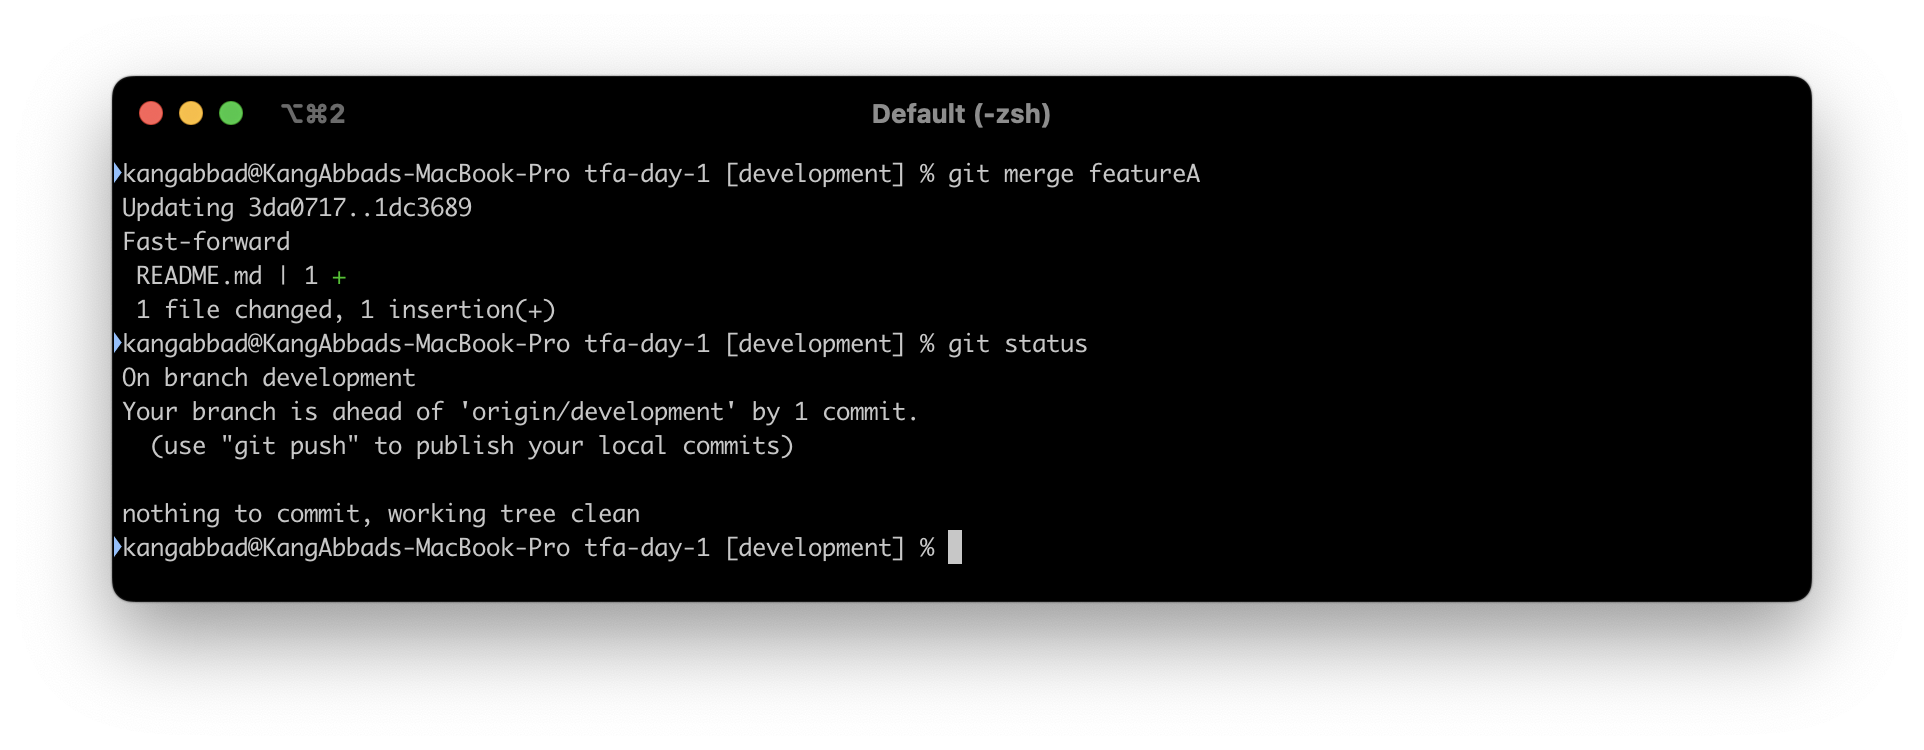 ⌥⌘2
Default (-zsh)
kangabbad@KangAbbads-MacBook-Pro tfa-day-1 [development] % git merge featureA
Updating 3da0717..1dc3689
Fast-forward
 README.md | 1 +
 1 file changed, 1 insertion(+)
kangabbad@KangAbbads-MacBook-Pro tfa-day-1 [development] % git status
On branch development
Your branch is ahead of 'origin/development' by 1 commit.
  (use "git push" to publish your local commits)

nothing to commit, working tree clean
kangabbad@KangAbbads-MacBook-Pro tfa-day-1 [development] %